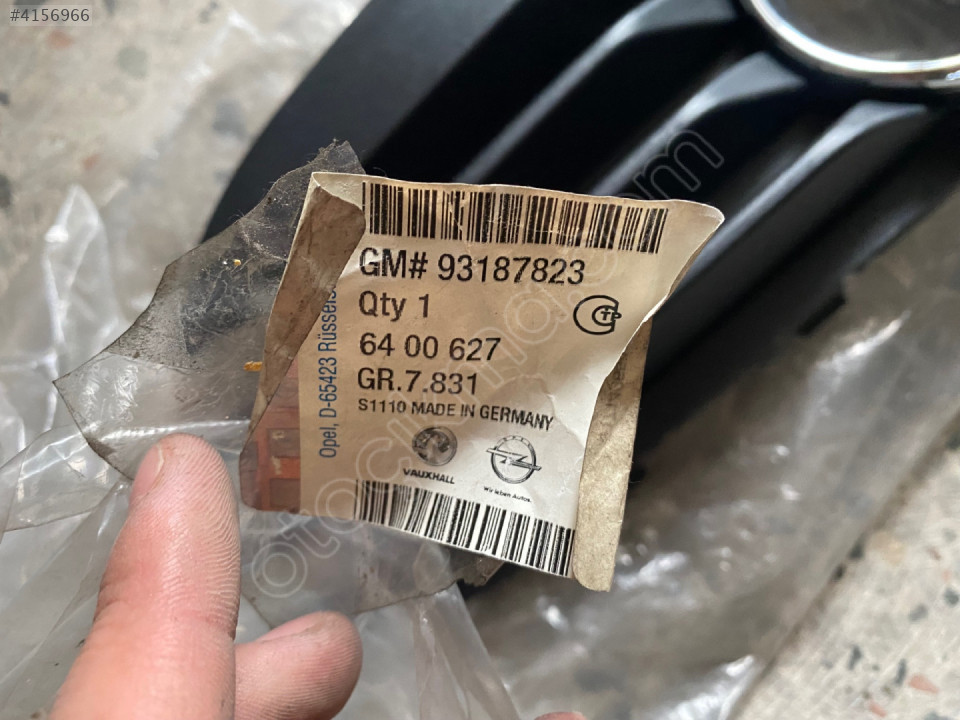 #4156966
GM# 93187823
Qty 1
64 00 627
GR.7.831
S1110 MADE IN GERMANY
Opel, D-65423 Rüssels
VAUXHALL
Wir leben Autos.